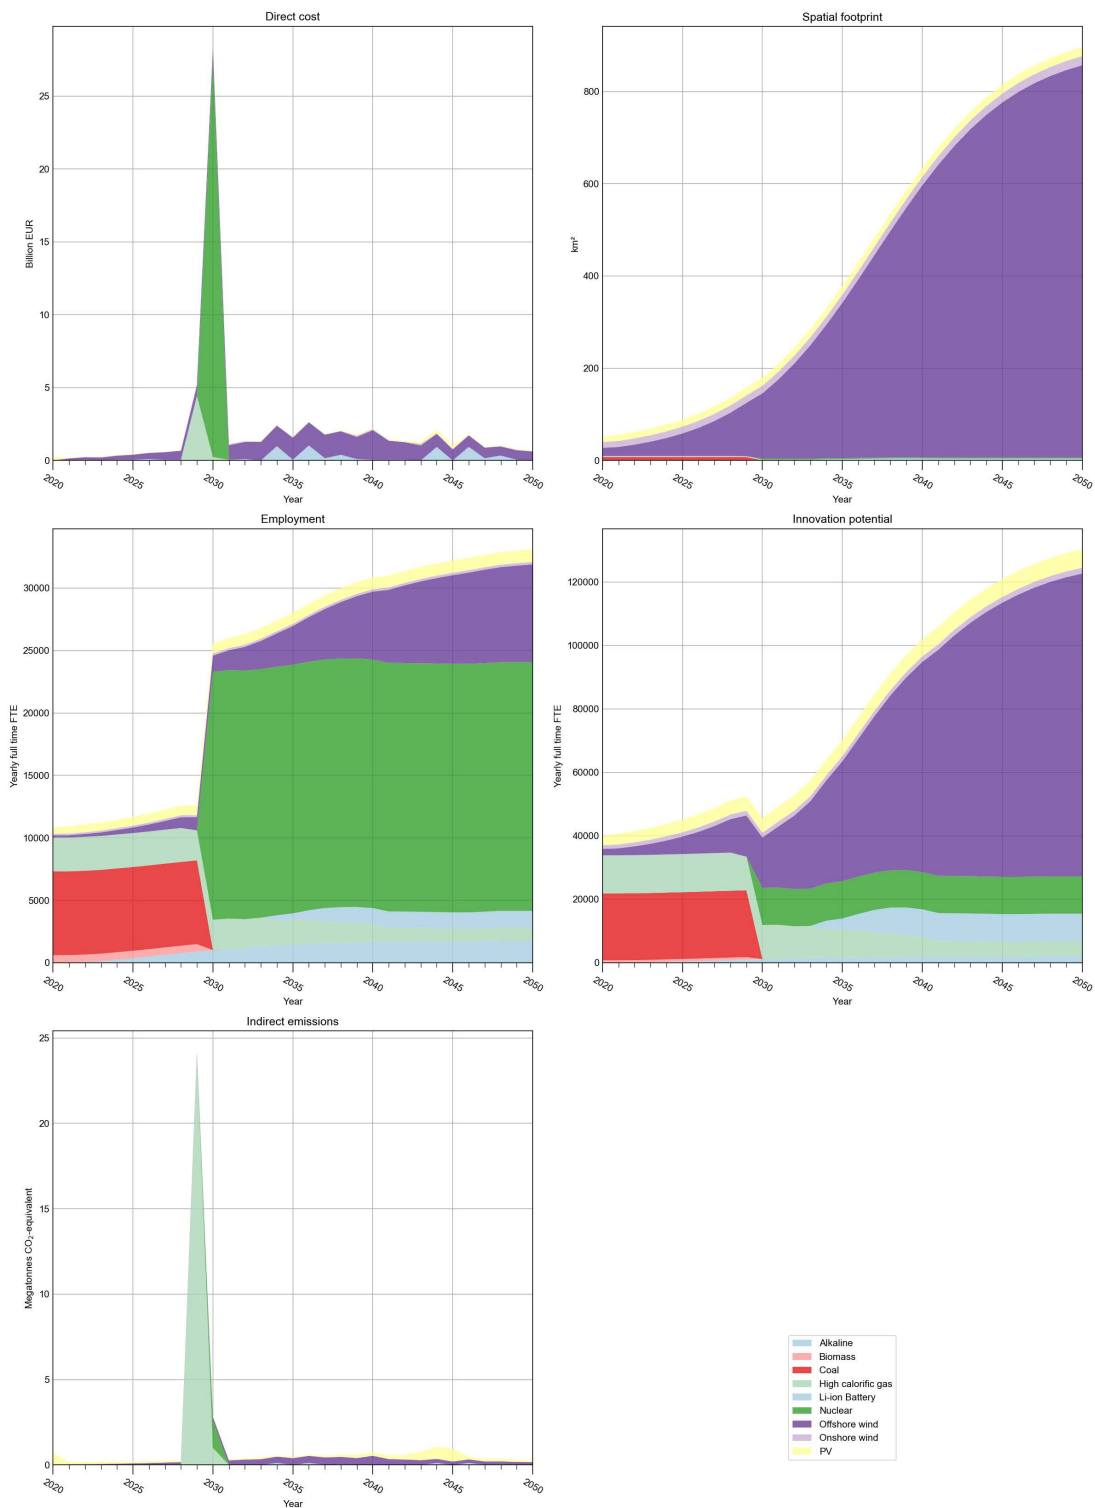 Direct cost
Billion EUR
25
20
15
10
5
0
2020 2025 2030 2035 2040 2045 2050
Year
Spatial footprint
km²
800
600
400
200
0
2020 2025 2030 2035 2040 2045 2050
Year
Employment
Yearly full time FTE
30000
25000
20000
15000
10000
5000
0
2020 2025 2030 2035 2040 2045 2050
Year
Innovation potential
Yearly full time FTE
120000
100000
80000
60000
40000
20000
0
2020 2025 2030 2035 2040 2045 2050
Year
Indirect emissions
Megatonnes CO₂-equivalent
25
20
15
10
5
0
2020 2025 2030 2035 2040 2045 2050
Year
Alkaline
Biomass
Coal
High calorific gas
Li-ion Battery
Nuclear
Offshore wind
Onshore wind
PV